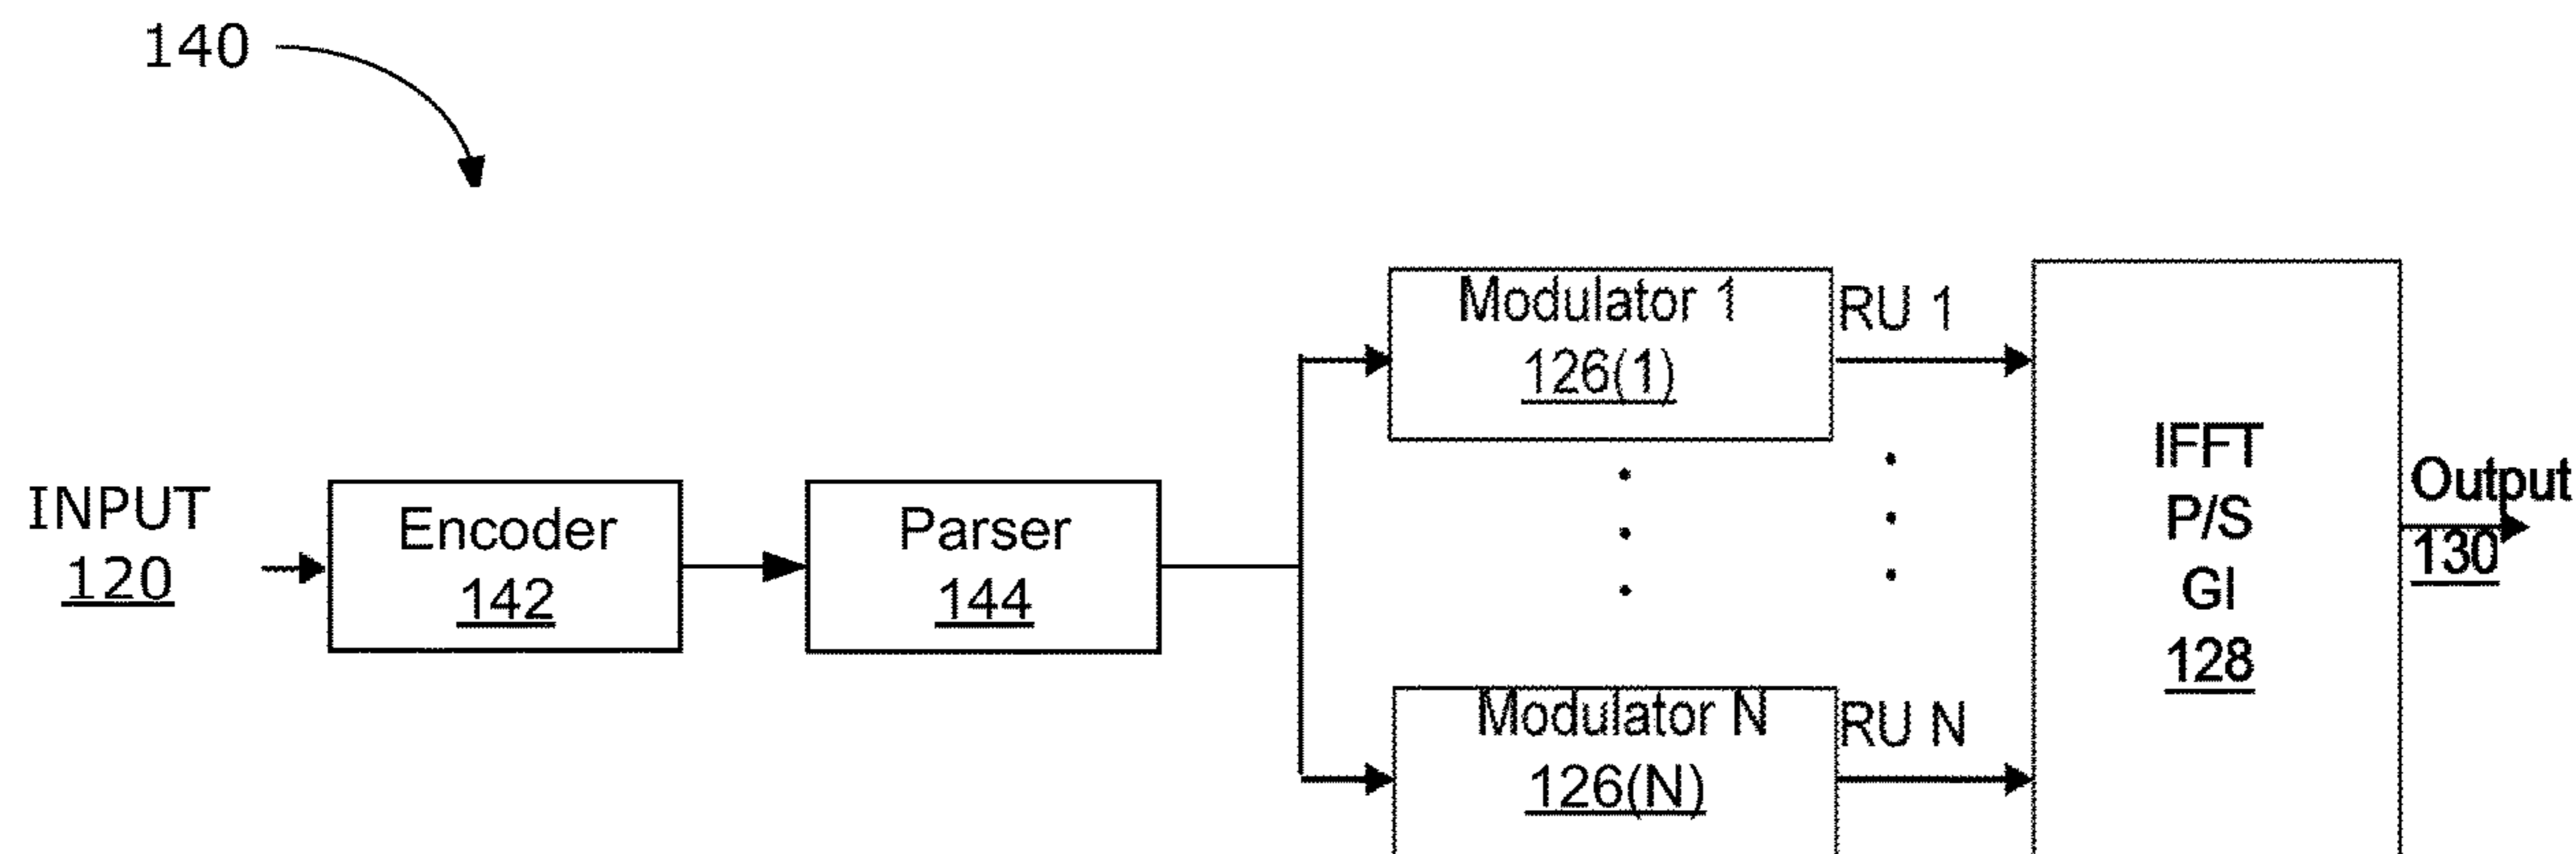 140
INPUT
120
Encoder
142
Parser
144
Modulator 1
126(1)
RU 1
Modulator N
126(N)
RU N
IFFT
P/S
GI
128
Output
130